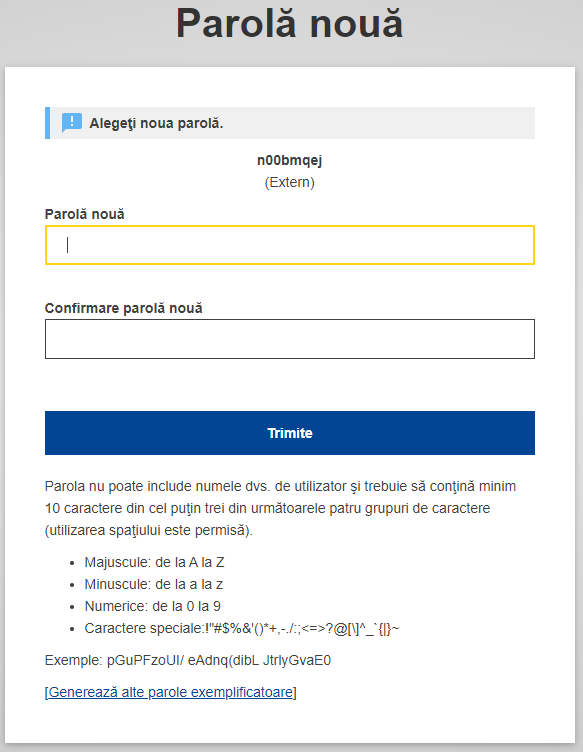 Parolă nouă
Alegeţi noua parolă.
n00bmqej
(Extern)
Parolă nouă
Confirmare parolă nouă
Trimite
Parola nu poate include numele dvs. de utilizator şi trebuie să conţină minim
10 caractere din cel puţin trei din următoarele patru grupuri de caractere
(utilizarea spaţiului este permisă).
• Majuscule: de la A la Z
• Minuscule: de la a la z
• Numerice: de la 0 la 9
• Caractere speciale:!"#$%&'()*+,-./:;<=>?@[\]^_`{|}~
Exemple: pGuPFzoUI/ eAdnq(dibL JtrlyGvaE0
[Generează alte parole exemplificatoare]